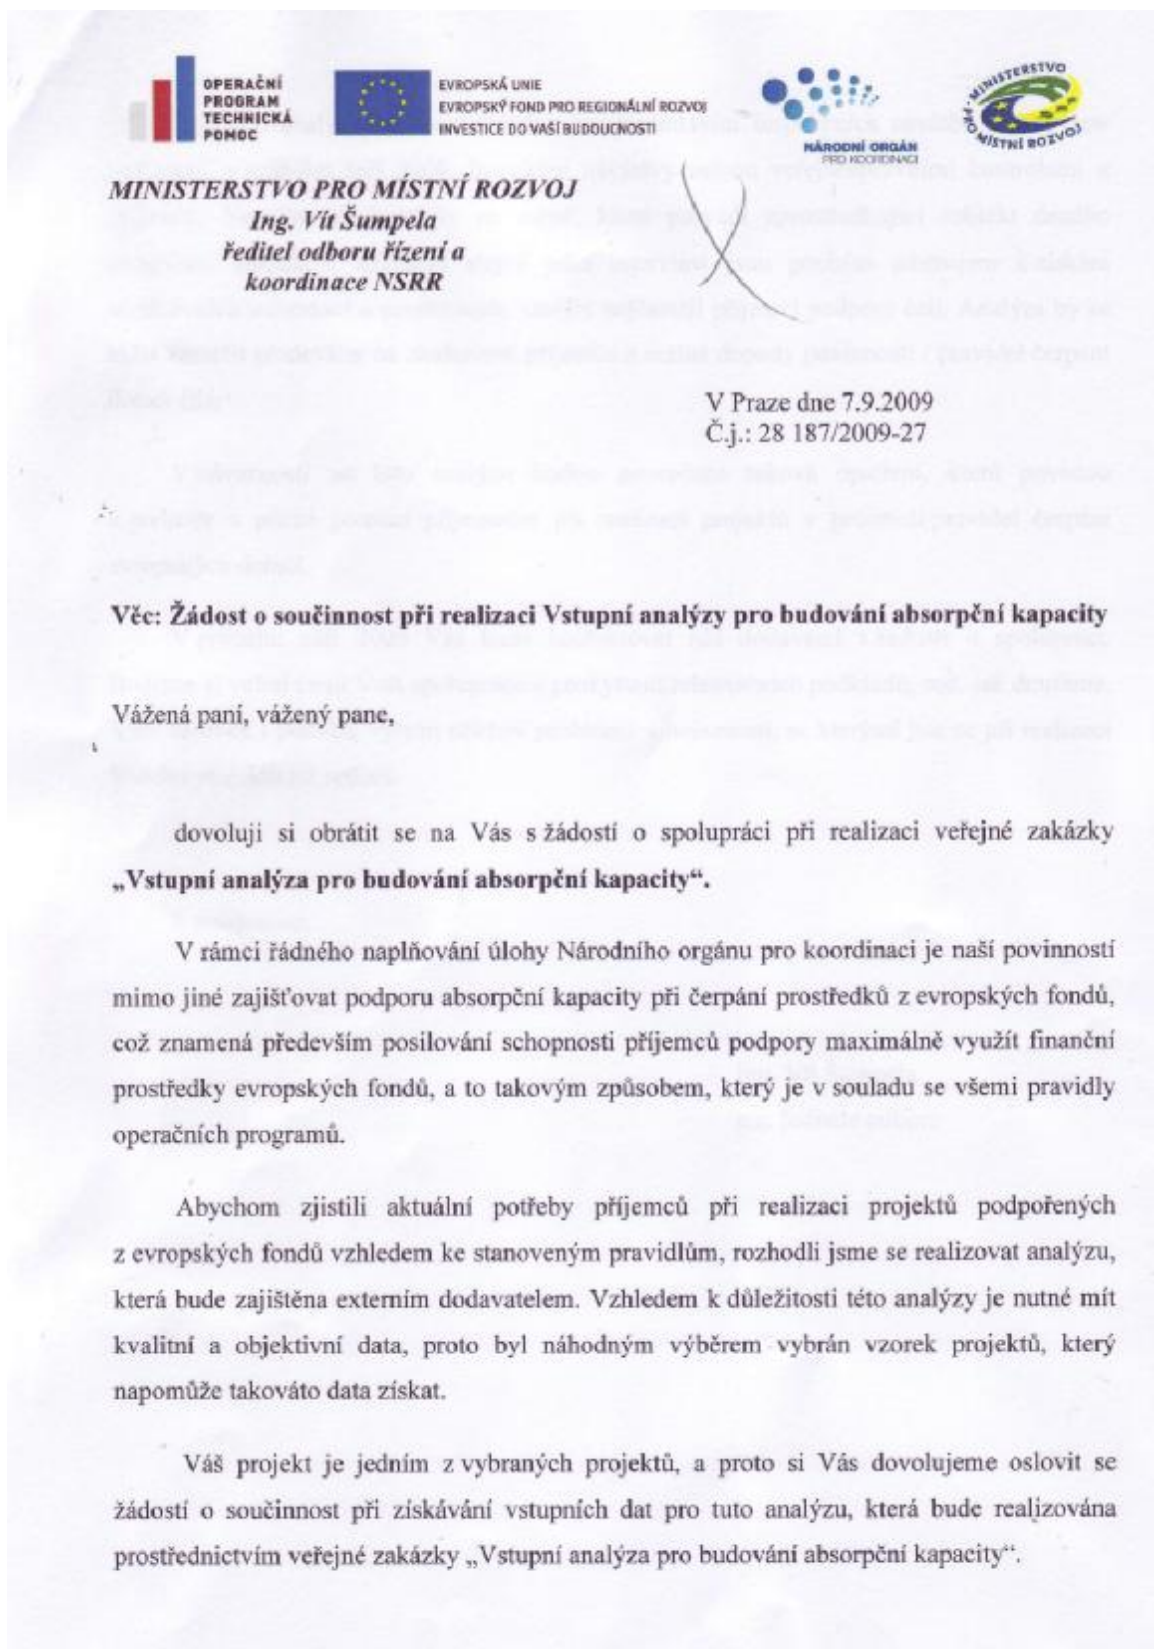 OPERAČNÍ
PROGRAM
TECHNICKÁ
POMOC
EVROPSKÁ UNIE
EVROPSKÝ FOND PRO REGIONÁLNÍ ROZVOJ
INVESTICE DO VAŠÍ BUDOUCNOSTI
NÁRODNÍ ORGÁN
PRO KOORDINACI
MINISTERSTVO
PRO MÍSTNÍ ROZVOJ
MINISTERSTVO PRO MÍSTNÍ ROZVOJ
Ing. Vít Šumpela
ředitel odboru řízení a
koordinace NSRR
V Praze dne 7.9.2009
Č.j.: 28 187/2009-27
Věc: Žádost o součinnost při realizaci Vstupní analýzy pro budování absorpční kapacity
Vážená paní, vážený pane,
dovoluji si obrátit se na Vás s žádostí o spolupráci při realizaci veřejné zakázky
„Vstupní analýza pro budování absorpční kapacity“.
V rámci řádného naplňování úlohy Národního orgánu pro koordinaci je naší povinností
mimo jiné zajišťovat podporu absorpční kapacity při čerpání prostředků z evropských fondů,
což znamená především posilování schopnosti příjemců podpory maximálně využít finanční
prostředky evropských fondů, a to takovým způsobem, který je v souladu se všemi pravidly
operačních programů.
Abychom zjistili aktuální potřeby příjemců při realizaci projektů podpořených
z evropských fondů vzhledem ke stanoveným pravidlům, rozhodli jsme se realizovat analýzu,
která bude zajištěna externím dodavatelem. Vzhledem k důležitosti této analýzy je nutné mít
kvalitní a objektivní data, proto byl náhodným výběrem vybrán vzorek projektů, který
napomůže takováto data získat.
Váš projekt je jedním z vybraných projektů, a proto si Vás dovolujeme oslovit se
žádostí o součinnost při získávání vstupních dat pro tuto analýzu, která bude realizována
prostřednictvím veřejné zakázky „Vstupní analýza pro budování absorpční kapacity“.